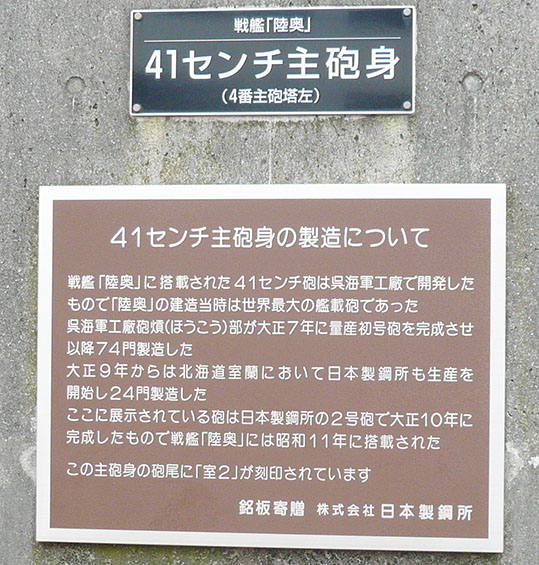 戦艦「陸奥」
41センチ主砲身
(4番主砲塔左)
41センチ主砲身の製造について
戦艦「陸奥」に搭載された41センチ砲は呉海軍工廠で開発した
もので「陸奥」の建造当時は世界最大の艦載砲であった
呉海軍工廠砲熕(ほうこう)部が大正7年に量産初号砲を完成させ
以降74門製造した
大正9年からは北海道室蘭において日本製鋼所も生産を
開始し24門製造した
ここに展示されている砲は日本製鋼所の2号砲で大正10年に
完成したもので戦艦「陸奥」には昭和11年に搭載された
この主砲身の砲尾に「室2」が刻印されています
銘板寄贈 株式会社 日本製鋼所